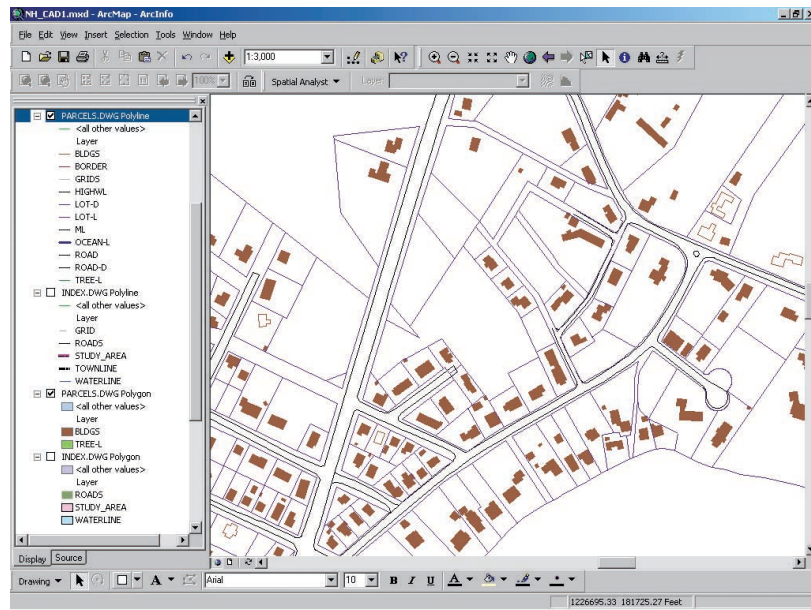 NH_CAD1.mxd - ArcMap - ArcInfo
File Edit View Insert Selection Tools Window Help
1:3,000
100%
Spatial Analyst
Layer
PARCELS.DWG Polyline
<all other values>
Layer
BLDGS
BORDER
GRIDS
HIGHWL
LOT-D
LOT-L
ML
OCEAN-L
ROAD
ROAD-D
TREE-L
INDEX.DWG Polyline
<all other values>
Layer
GRID
ROADS
STUDY_AREA
TOWNLINE
WATERLINE
PARCELS.DWG Polygon
<all other values>
Layer
BLDGS
TREE-L
INDEX.DWG Polygon
<all other values>
Layer
ROADS
STUDY_AREA
WATERLINE
Display Source
Drawing A Arial 10 B I U A
1226695.33 181725.27 Feet